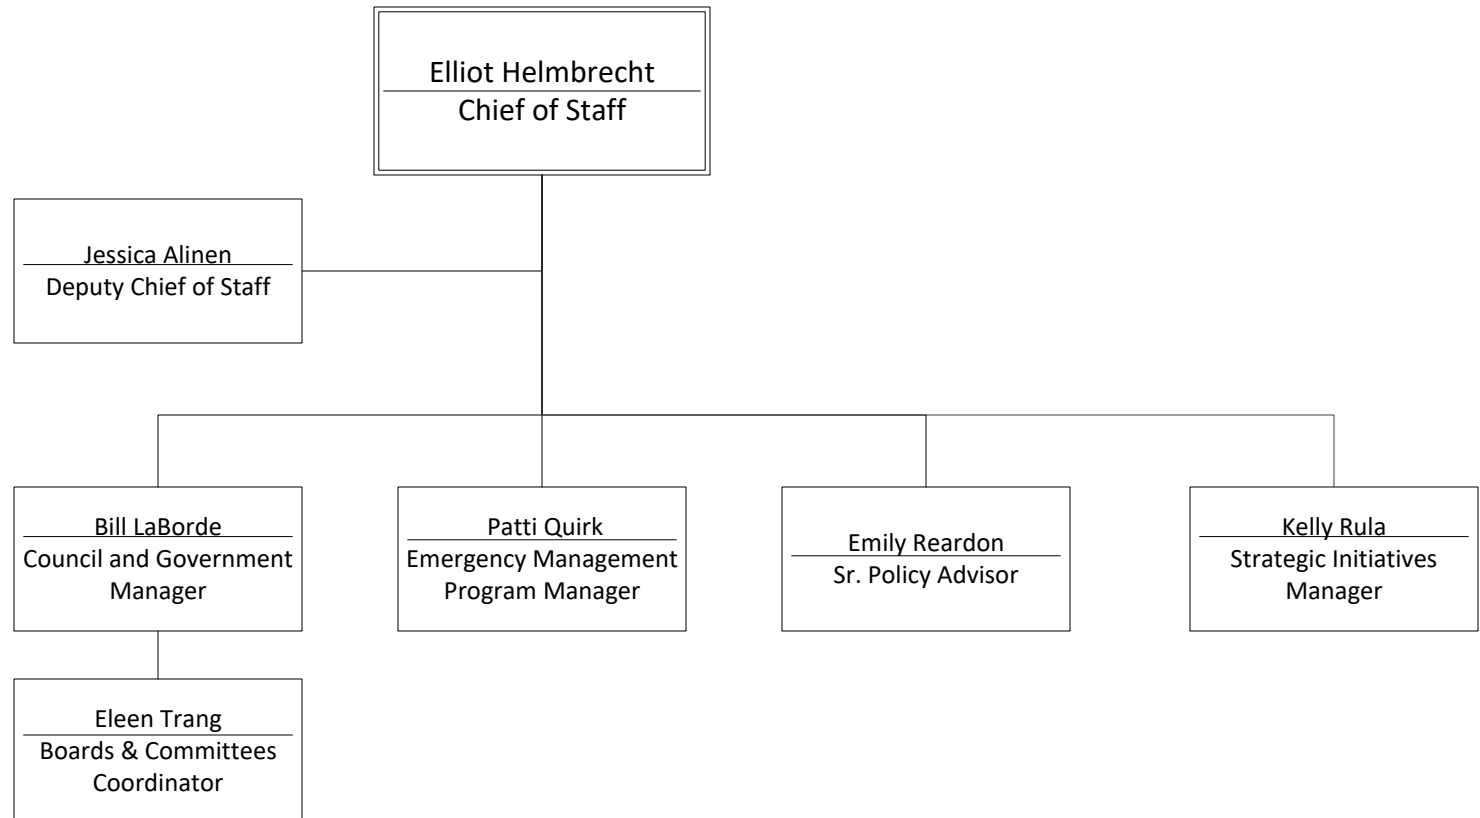 Elliot Helmbrecht
Chief of Staff
Jessica Alinen
Deputy Chief of Staff
Bill LaBorde
Council and Government
Manager
Patti Quirk
Emergency Management
Program Manager
Emily Reardon
Sr. Policy Advisor
Kelly Rula
Strategic Initiatives
Manager
Eleen Trang
Boards & Committees
Coordinator